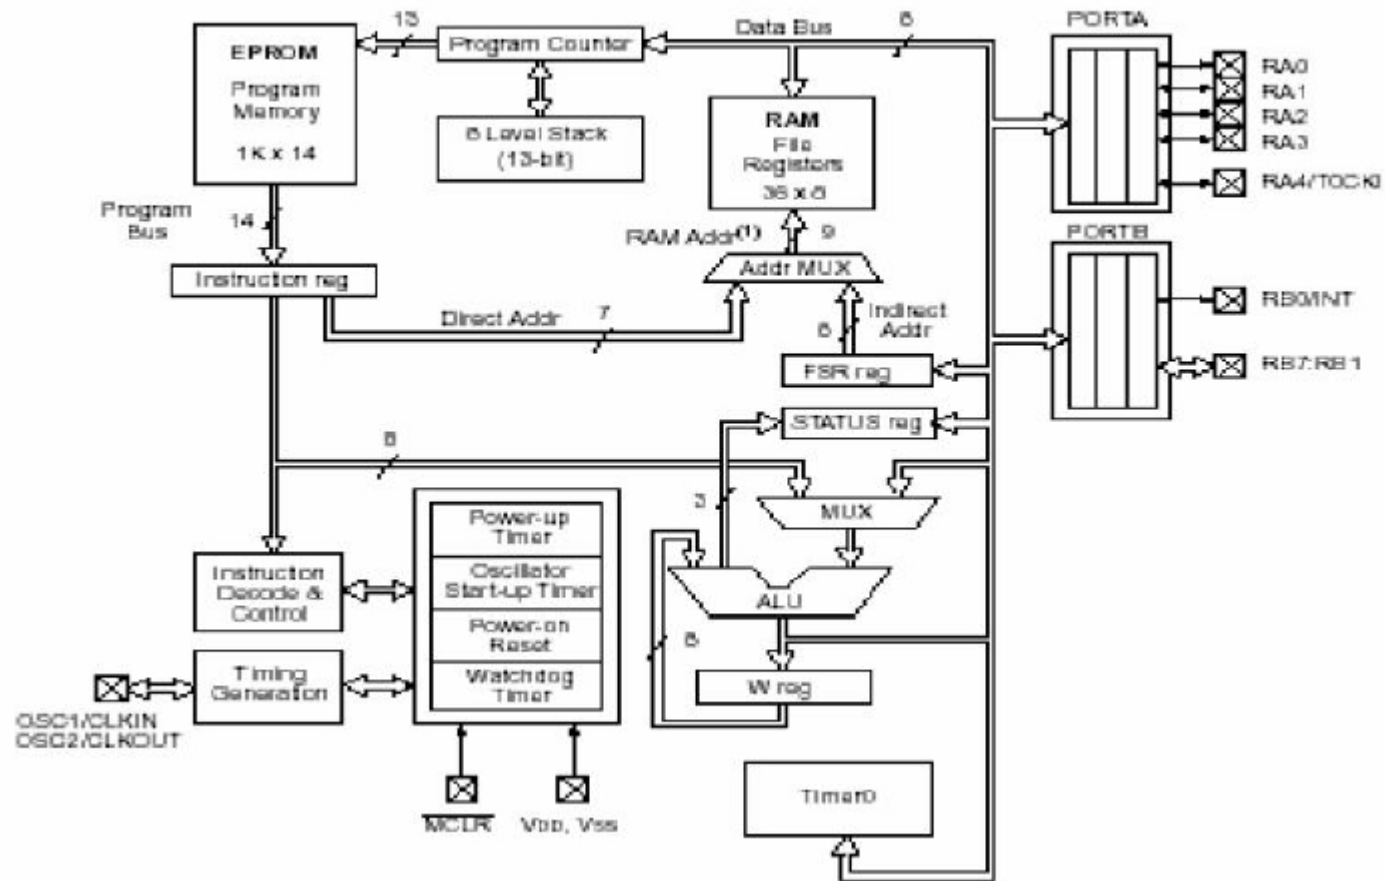 13
Data Bus
8
PORTA
EPROM
Program
Memory
1K x 14
Program Counter
8 Level Stack
(13-bit)
RAM
File
Registers
36 x 8
RA0
RA1
RA2
RA3
RA4/T0CKI
Program
Bus
14
RAM Addr(1)
9
PORTB
Instruction reg
Addr MUX
Direct Addr
7
8
Indirect
Addr
RB0/INT
FSR reg
RB7:RB1
STATUS reg
8
3
MUX
Power-up
Timer
Instruction
Decode &
Control
Oscillator
Start-up Timer
ALU
Power-on
Reset
8
Timing
Generation
Watchdog
Timer
W reg
OSC1/CLKIN
OSC2/CLKOUT
Timer0
MCLR
VDD, VSS